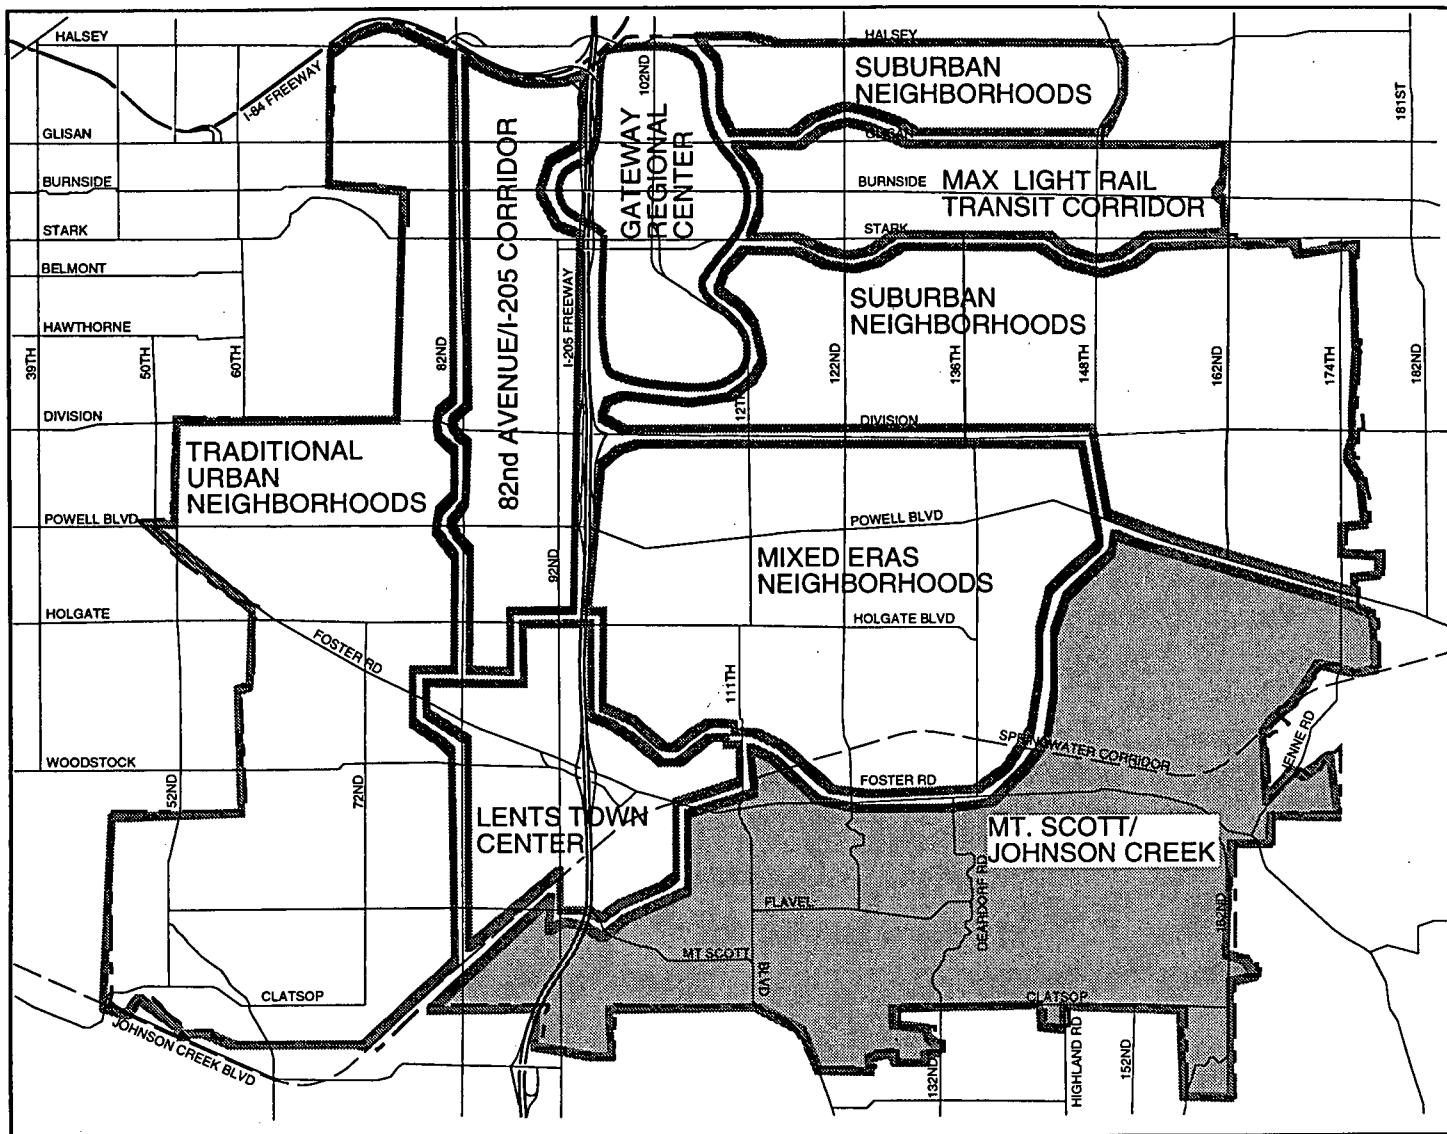 HALSEY
HALSEY
SUBURBAN
NEIGHBORHOODS
I-84 FREEWAY
102ND
181ST
GLISAN
GATEWAY
REGIONAL
CENTER
BURNSIDE
BURNSIDE
MAX LIGHT RAIL
TRANSIT CORRIDOR
STARK
STARK
BELMONT
82nd AVENUE/I-205 CORRIDOR
I-205 FREEWAY
SUBURBAN
NEIGHBORHOODS
HAWTHORNE
39TH
50TH
60TH
82ND
122ND
136TH
148TH
162ND
174TH
182ND
DIVISION
DIVISION
TRADITIONAL
URBAN
NEIGHBORHOODS
POWELL BLVD
POWELL BLVD
92ND
MIXED ERAS
NEIGHBORHOODS
HOLGATE
HOLGATE BLVD
FOSTER RD
111TH
SPRINGWATER CORRIDOR
JENNE RD
WOODSTOCK
52ND
72ND
FOSTER RD
LENTS TOWN
CENTER
MT. SCOTT/
JOHNSON CREEK
FLAVEL
DEARDORF RD
162ND
MT SCOTT
BLVD
CLATSOP
CLATSOP
JOHNSON CREEK BLVD
132ND
HIGHLAND RD
152ND